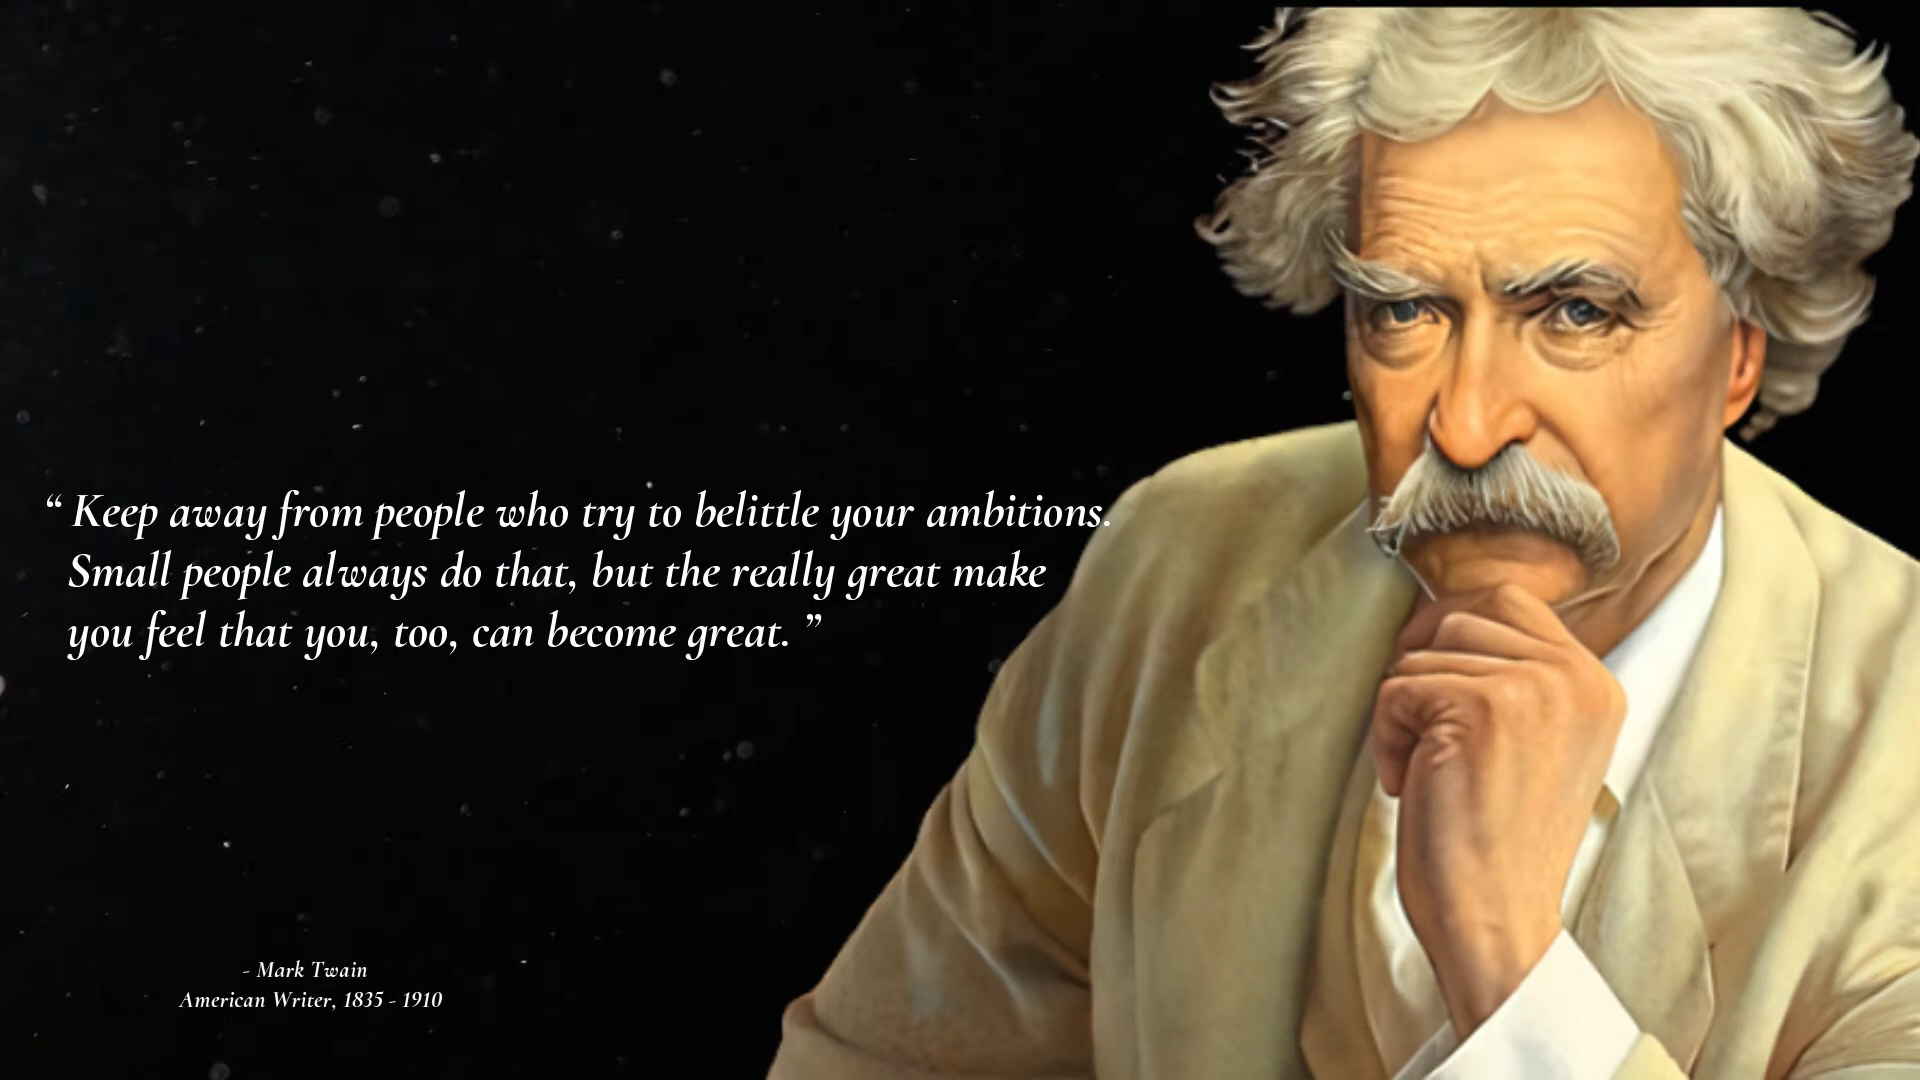 “ Keep away from people who try to belittle your ambitions.
Small people always do that, but the really great make
you feel that you, too, can become great. ”
- Mark Twain
American Writer, 1835 - 1910